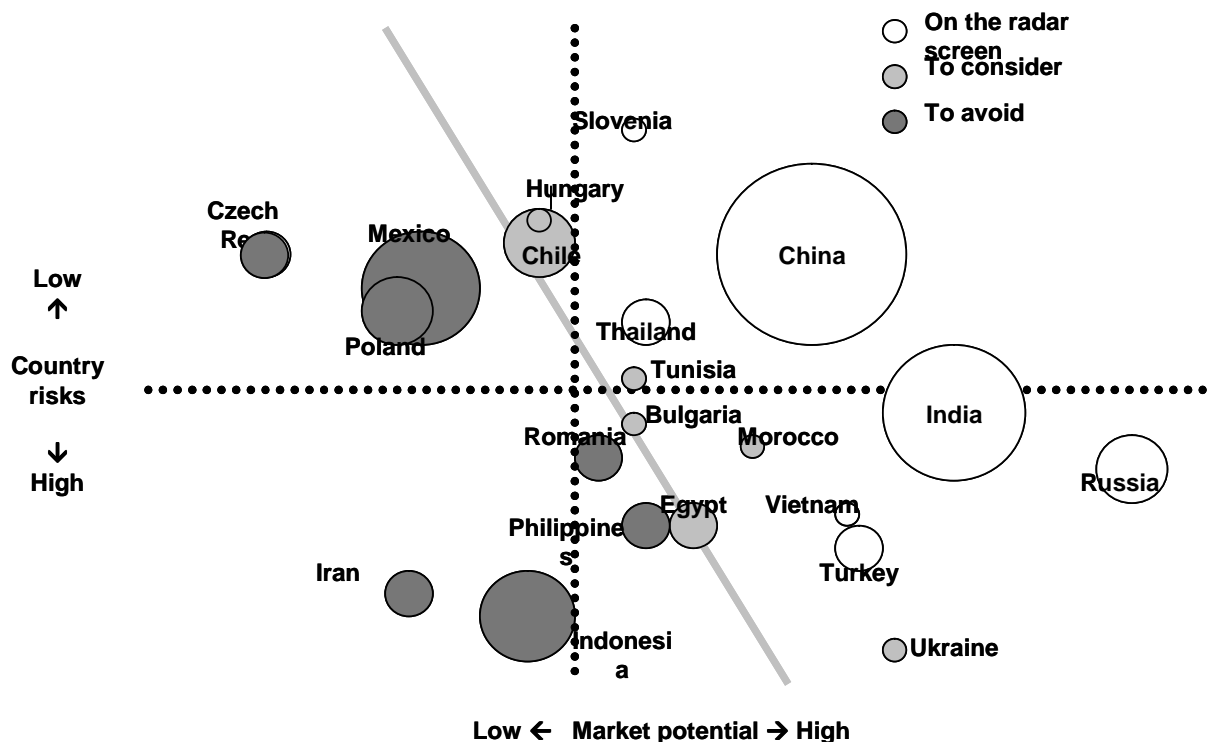 On the radar
screen
To consider
To avoid
Slovenia
Hungary
Czech
Re
Mexico
Chile
China
Low
↑
Thailand
Poland
Country
risks
Tunisia
Bulgaria
India
Romania
Morocco
↓
High
Russia
Egypt
Vietnam
Philippine
s
Iran
Turkey
Indonesi
a
Ukraine
Low ← Market potential → High